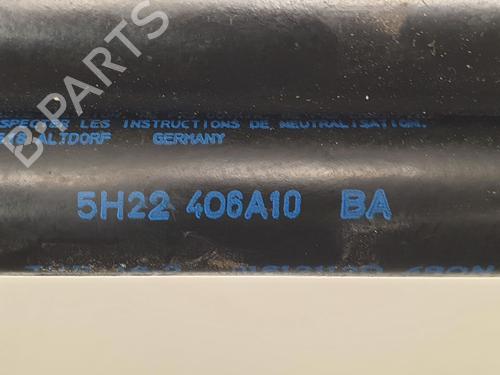 B-PARTS
SPECTER LES INSTRUCTIONS DE NEUTRALISATION.
ALTDORF GERMANY
5H22 406A10 BA